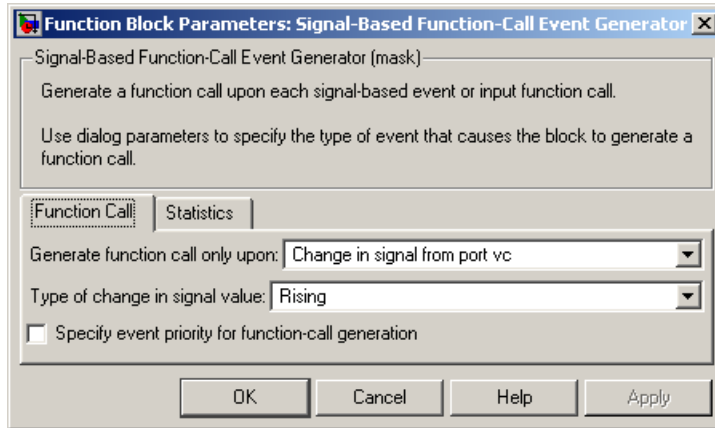 Function Block Parameters: Signal-Based Function-Call Event Generator
Signal-Based Function-Call Event Generator (mask)
Generate a function call upon each signal-based event or input function call.
Use dialog parameters to specify the type of event that causes the block to generate a
function call.
Function Call Statistics
Generate function call only upon: Change in signal from port vc
Type of change in signal value: Rising
Specify event priority for function-call generation
OK Cancel Help Apply